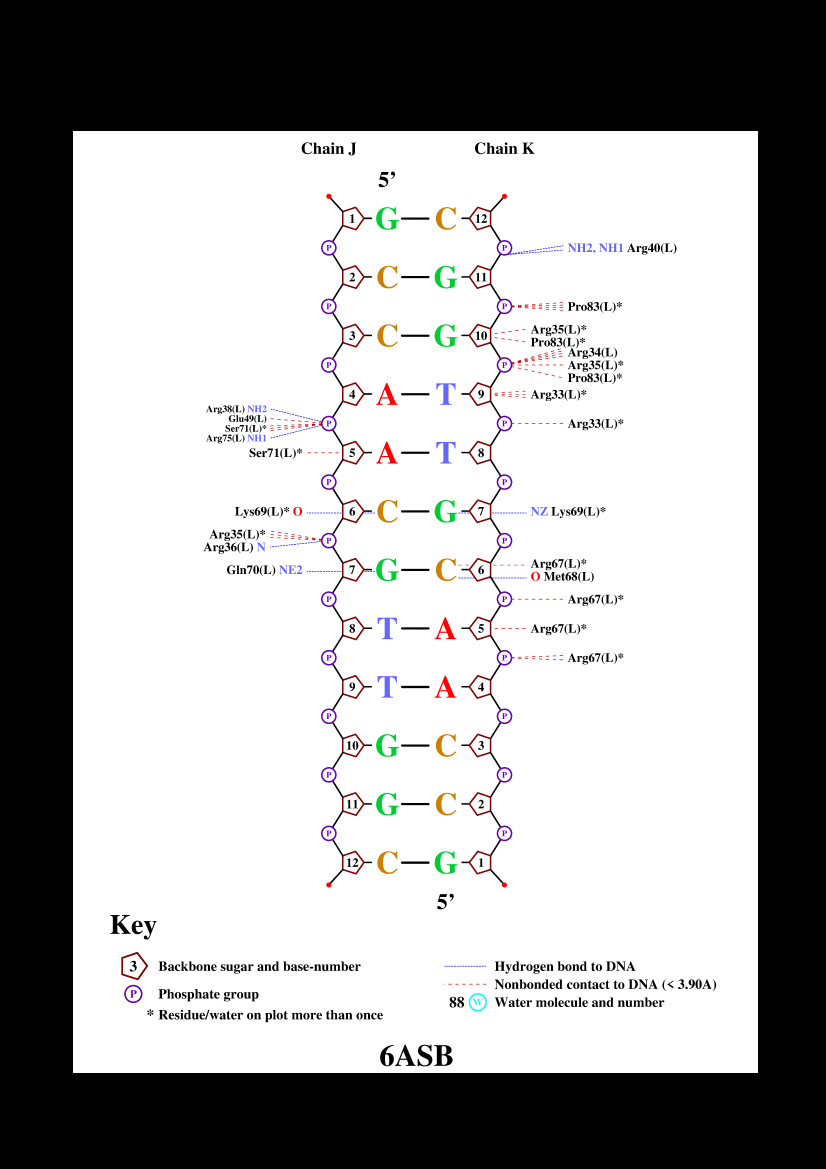 Chain J Chain K
5’
1 G C 12
P P NH2, NH1 Arg40(L)
2 C G 11
P P Pro83(L)*
Arg35(L)*
3 C G 10
Pro83(L)*
Arg34(L)
P P Arg35(L)*
Pro83(L)*
4 A T 9 Arg33(L)*
Arg38(L) NH2
Glu49(L)
P P Arg33(L)*
Ser71(L)*
Arg75(L) NH1
Ser71(L)* 5 A T 8
P P
Lys69(L)* O 6 C G 7 NZ Lys69(L)*
Arg35(L)*
P P
Arg36(L) N
Arg67(L)*
Gln70(L) NE2 7 G C 6
O Met68(L)
P P Arg67(L)*
8 T A 5 Arg67(L)*
P P Arg67(L)*
9 T A 4
P P
10 G C 3
P P
11 G C 2
P P
12 C G 1
5’
Key
3 Backbone sugar and base-number
P Phosphate group
* Residue/water on plot more than once
Hydrogen bond to DNA
Nonbonded contact to DNA (< 3.90A)
88 W Water molecule and number
6ASB